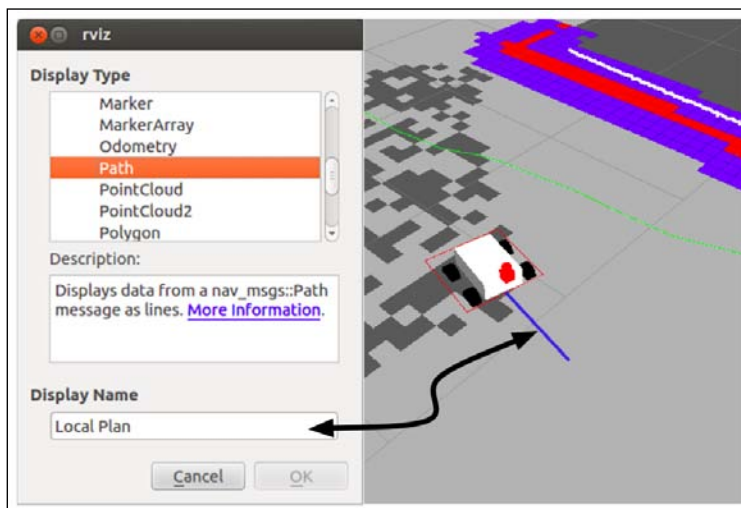 rviz
Display Type
Marker
MarkerArray
Odometry
Path
PointCloud
PointCloud2
Polygon
Description:
Displays data from a nav_msgs::Path
message as lines. More Information.
Display Name
Local Plan
Cancel
OK